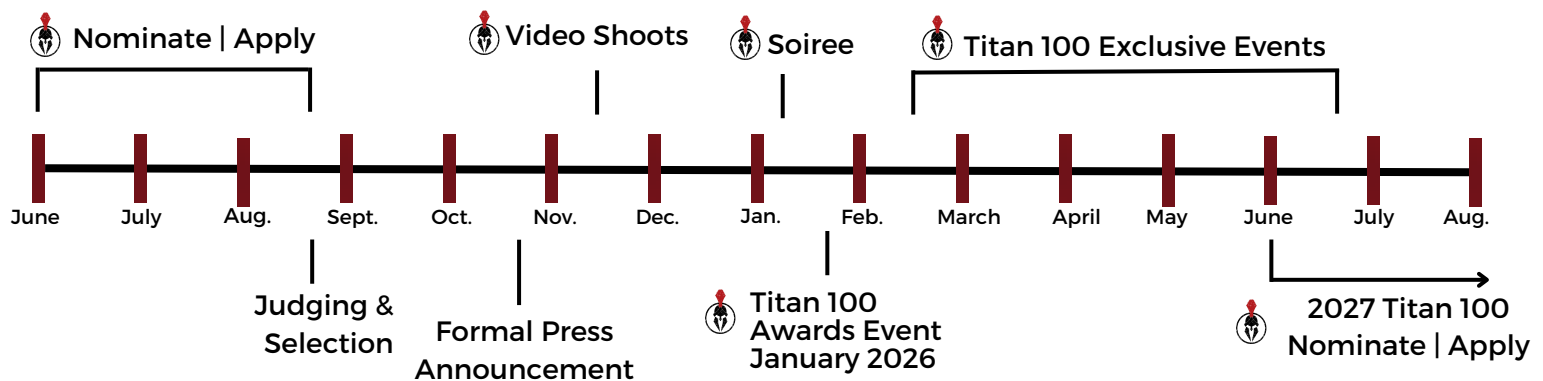 Nominate | Apply
Video Shoots
Soiree
Titan 100 Exclusive Events
June
July
Aug.
Sept.
Oct.
Nov.
Dec.
Jan.
Feb.
March
April
May
June
July
Aug.
Judging &
Selection
Formal Press
Announcement
Titan 100
Awards Event
January 2026
2027 Titan 100
Nominate | Apply